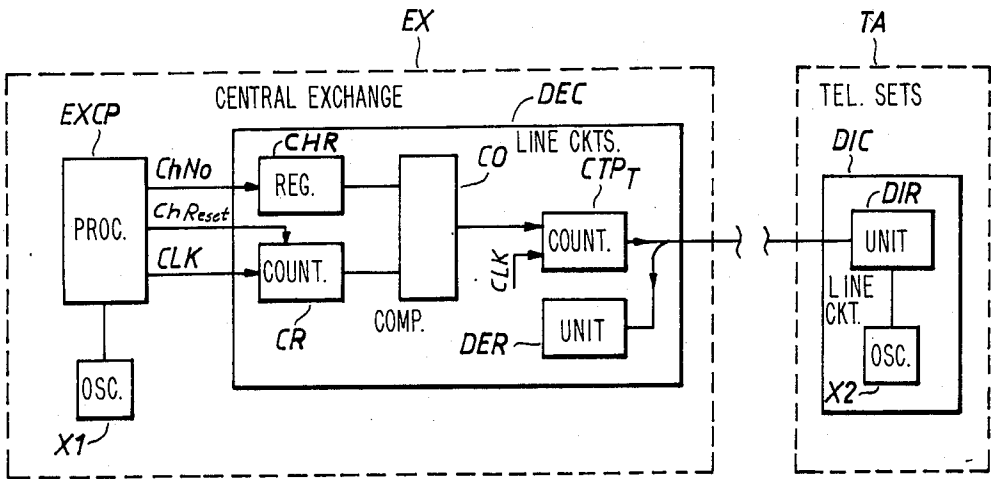 EX
TA
CENTRAL EXCHANGE
DEC
TEL. SETS
EXCP
LINE CKTS.
DIC
ChNo
CHR
CO
CTP_T
DIR
REG.
PROC.
ChReset
COUNT.
UNIT
CLK
COUNT.
CLK
LINE
CKT.
COMP.
CR
DER
UNIT
OSC.
OSC.
X2
X1